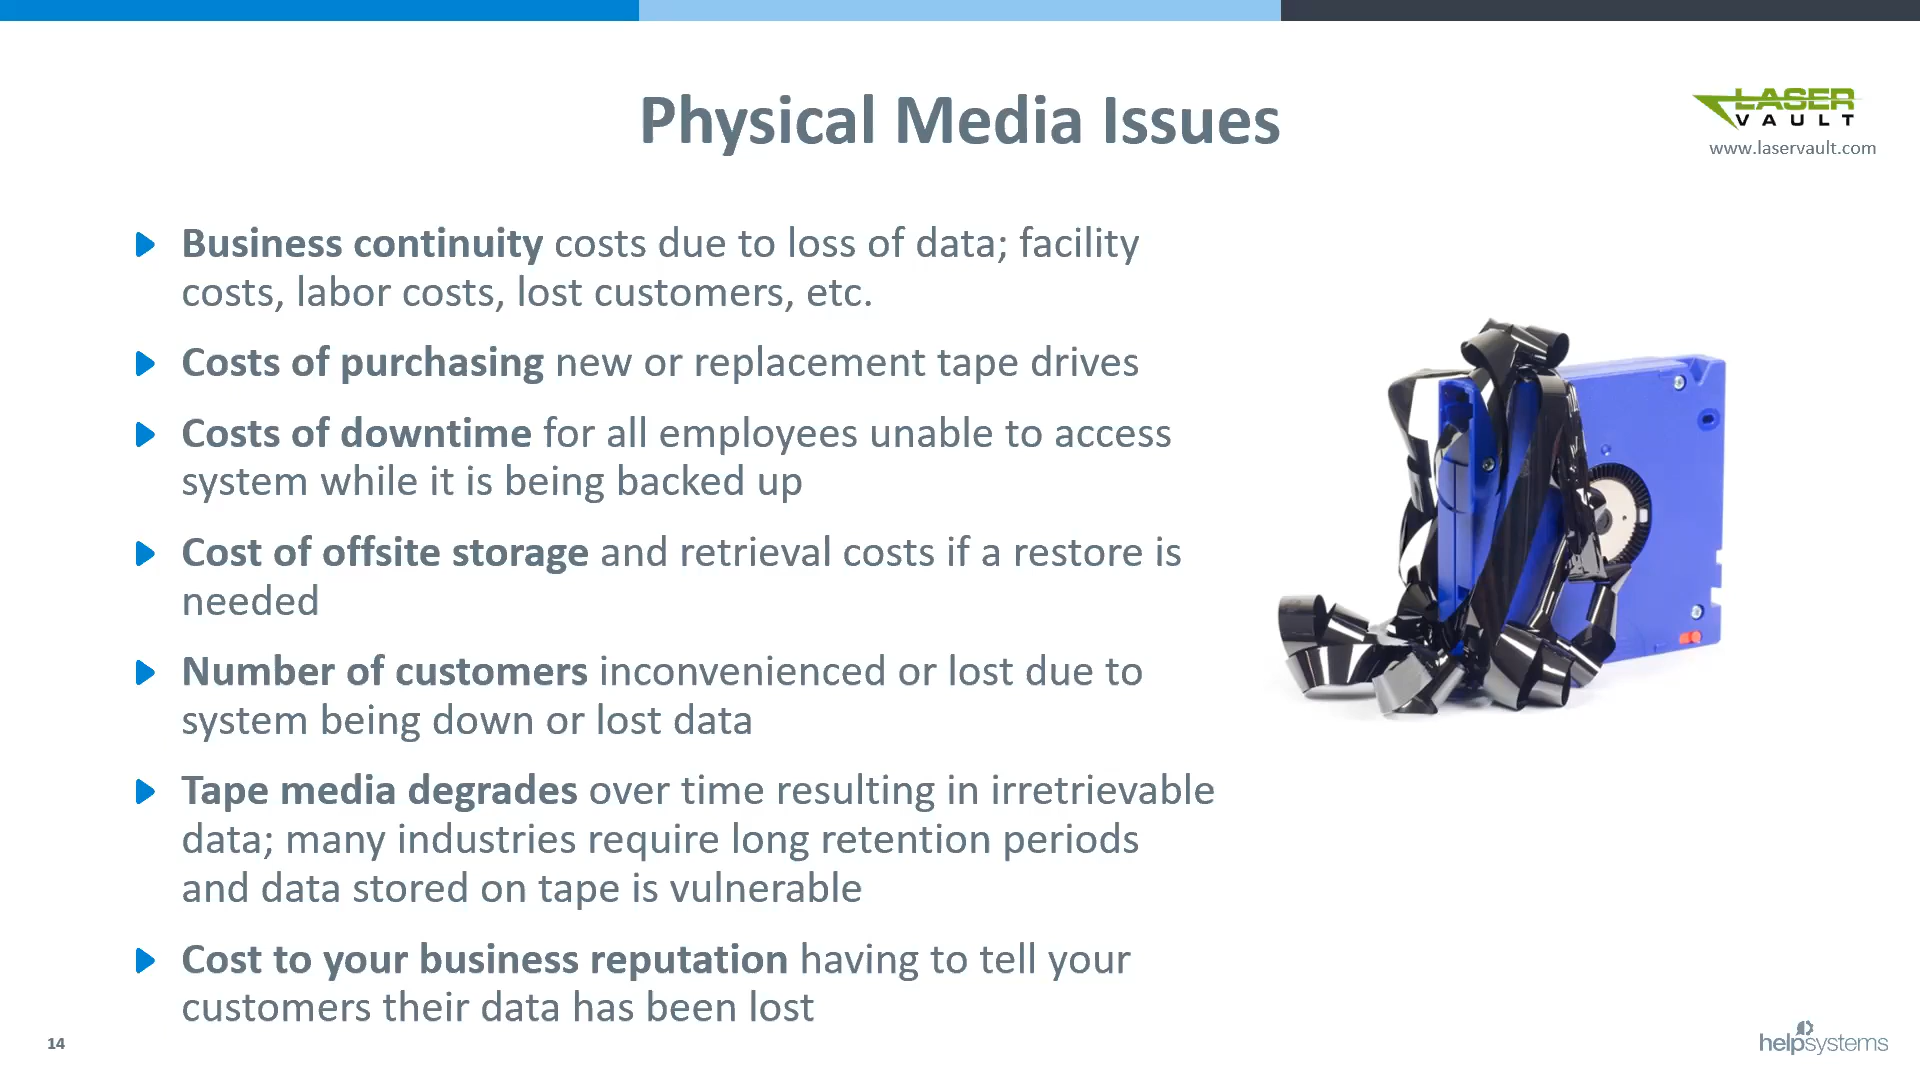 Physical Media Issues
LASER
VAULT
www.laservault.com
Business continuity costs due to loss of data; facility
costs, labor costs, lost customers, etc.
Costs of purchasing new or replacement tape drives
Costs of downtime for all employees unable to access
system while it is being backed up
Cost of offsite storage and retrieval costs if a restore is
needed
Number of customers inconvenienced or lost due to
system being down or lost data
Tape media degrades over time resulting in irretrievable
data; many industries require long retention periods
and data stored on tape is vulnerable
Cost to your business reputation having to tell your
customers their data has been lost
14
helpsystems